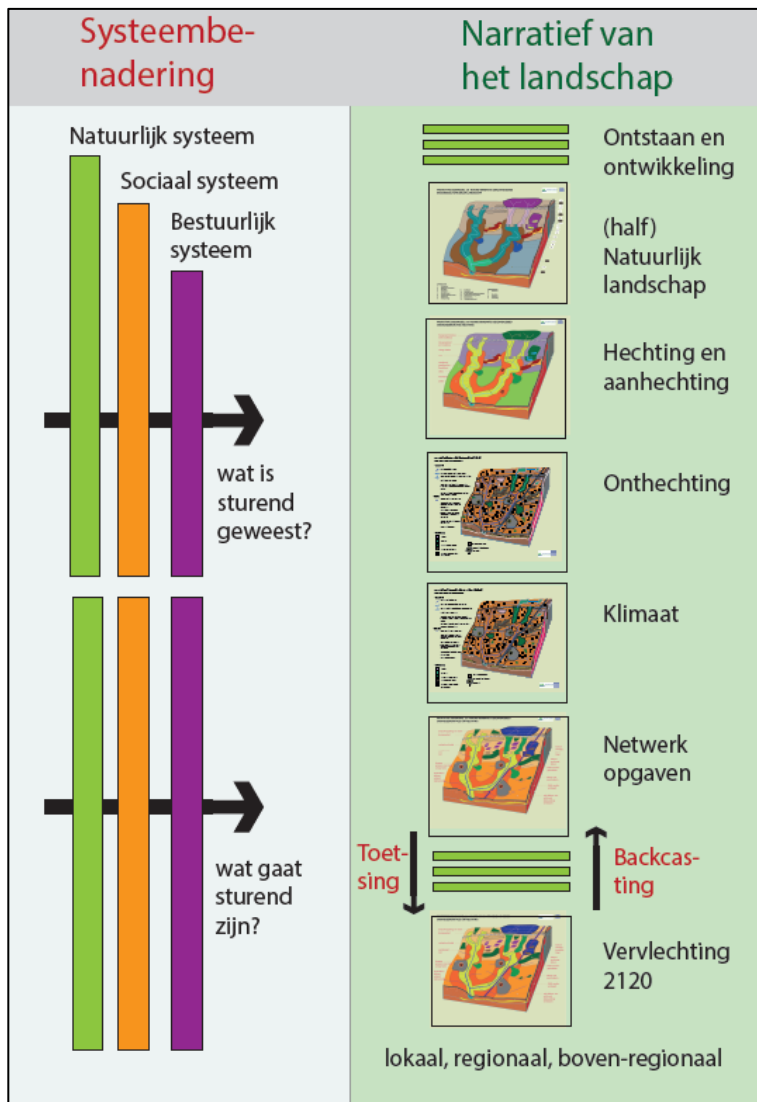 Systeembe-
nadering
Natuurlijk systeem
Sociaal systeem
Bestuurlijk
systeem
wat is
sturend
geweest?
wat gaat
sturend
zijn?
Narratief van
het landschap
Ontstaan en
ontwikkeling
(half)
Natuurlijk
landschap
Hechting en
aanhechting
Onthechting
Klimaat
Netwerk
opgaven
Toet-
sing
Backcas-
ting
Vervlechting
2120
lokaal, regionaal, boven-regionaal